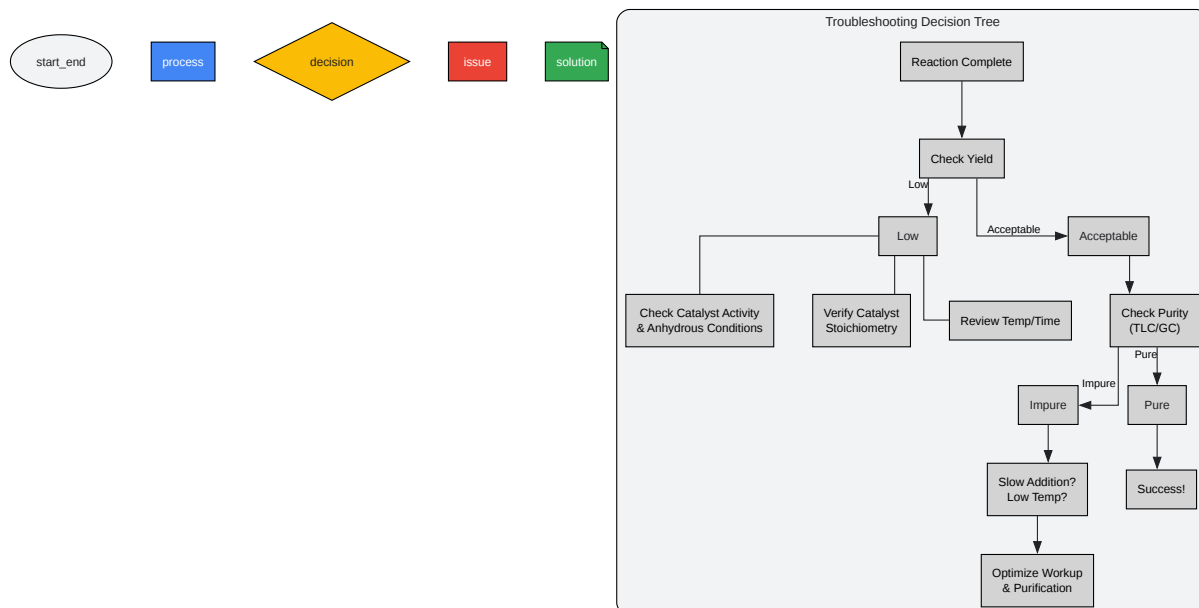 start_end
process
decision
issue
solution
Troubleshooting Decision Tree
Reaction Complete
Check Yield
Low
Acceptable
Low
Acceptable
Check Catalyst Activity
& Anhydrous Conditions
Verify Catalyst
Stoichiometry
Review Temp/Time
Check Purity
(TLC/GC)
Pure
Impure
Impure
Pure
Slow Addition?
Low Temp?
Success!
Optimize Workup
& Purification